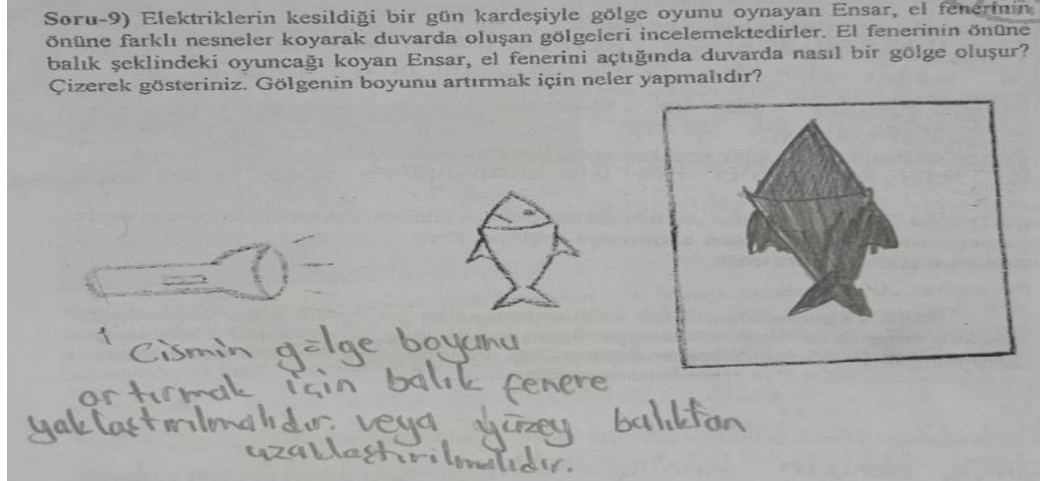 Soru-9) Elektriklerin kesildiği bir gün kardeşiyle gölge oyunu oynayan Ensar, el fenerinin
önüne farklı nesneler koyarak duvarda oluşan gölgeleri incelemektedirler. El fenerinin önüne
balık şeklindeki oyuncağı koyan Ensar, el fenerini açtığında duvarda nasıl bir gölge oluşur?
Çizerek gösteriniz. Gölgenin boyunu artırmak için neler yapmalıdır?
Cismin gölge boyunu
artırmak için balık fenere
yaklaştırılmalıdır. veya yüzey balıktan
uzaklaştırılmalıdır.